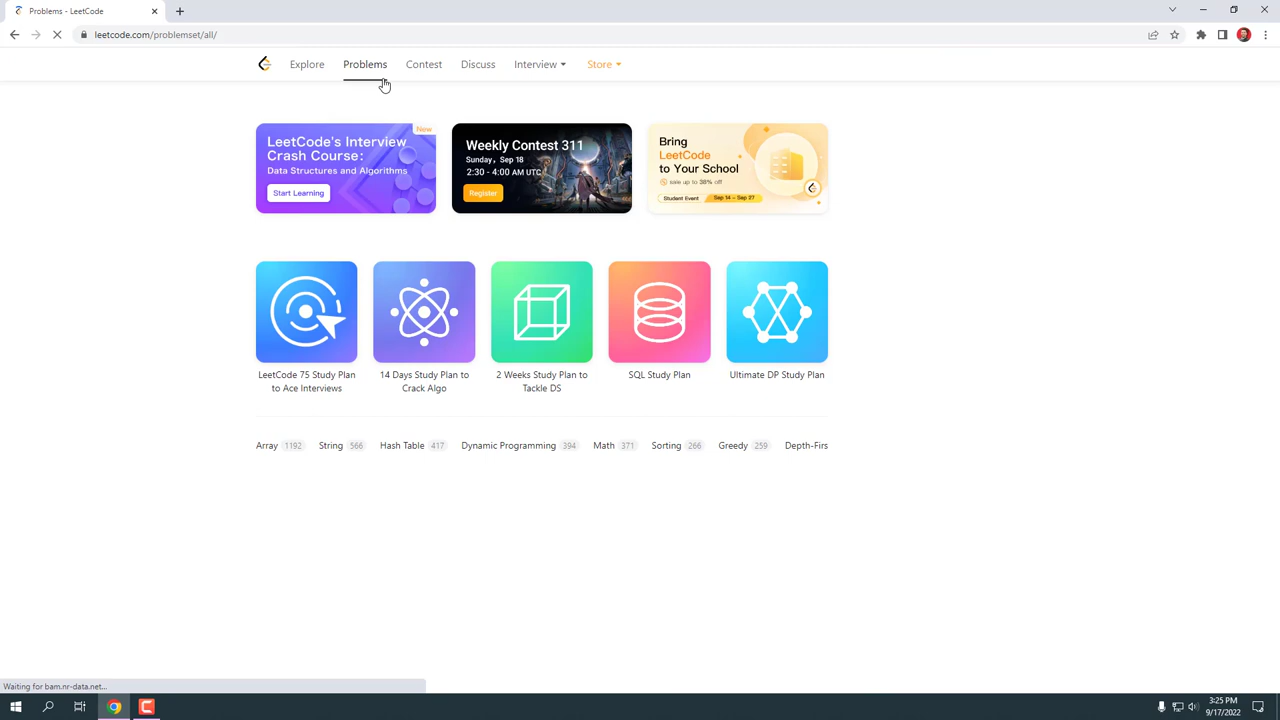 Problems - LeetCode
leetcode.com/problemset/all/
Explore Problems Contest Discuss Interview Store
New
LeetCode's Interview
Crash Course:
Data Structures and Algorithms
Start Learning
Weekly Contest 311
Sunday, Sep 18
2:30 - 4:00 AM UTC
Register
Bring
LeetCode
to Your School
sale up to 38% off
Student Event Sep 14 – Sep 27
LeetCode 75 Study Plan
to Ace Interviews
14 Days Study Plan to
Crack Algo
2 Weeks Study Plan to
Tackle DS
SQL Study Plan
Ultimate DP Study Plan
Array 1192 String 566 Hash Table 417 Dynamic Programming 394 Math 371 Sorting 266 Greedy 259 Depth-Firs
Waiting for bam.nr-data.net...
3:25 PM
9/17/2022